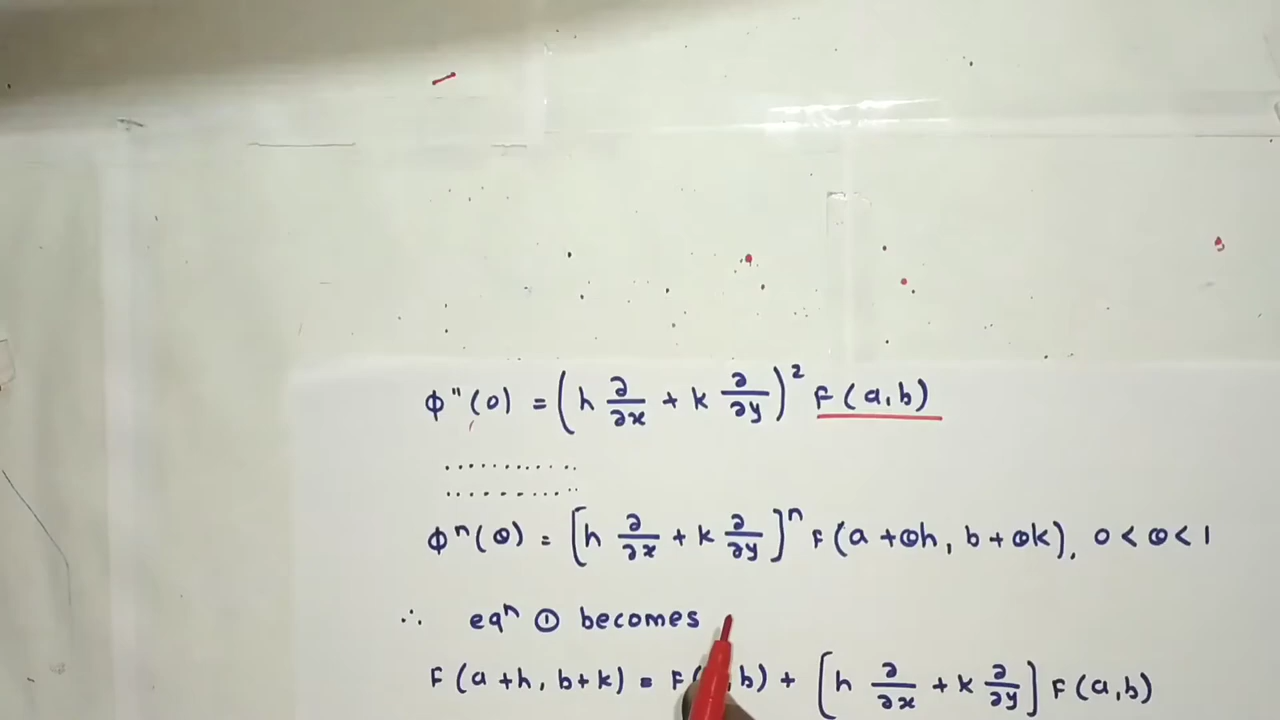 φ"(0) = (h ∂/∂x + k ∂/∂y)² F(a,b)
............
............
φⁿ(θ) = [h ∂/∂x + k ∂/∂y]ⁿ F(a+θh, b+θk), 0<θ<1
∴ eqⁿ ① becomes
F(a+h, b+k) = F( ,b) + [h ∂/∂x + k ∂/∂y] F(a,b)